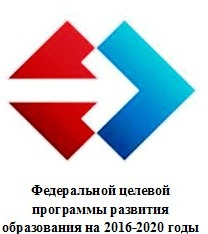 Федеральной целевой
программы развития
образования на 2016-2020 годы